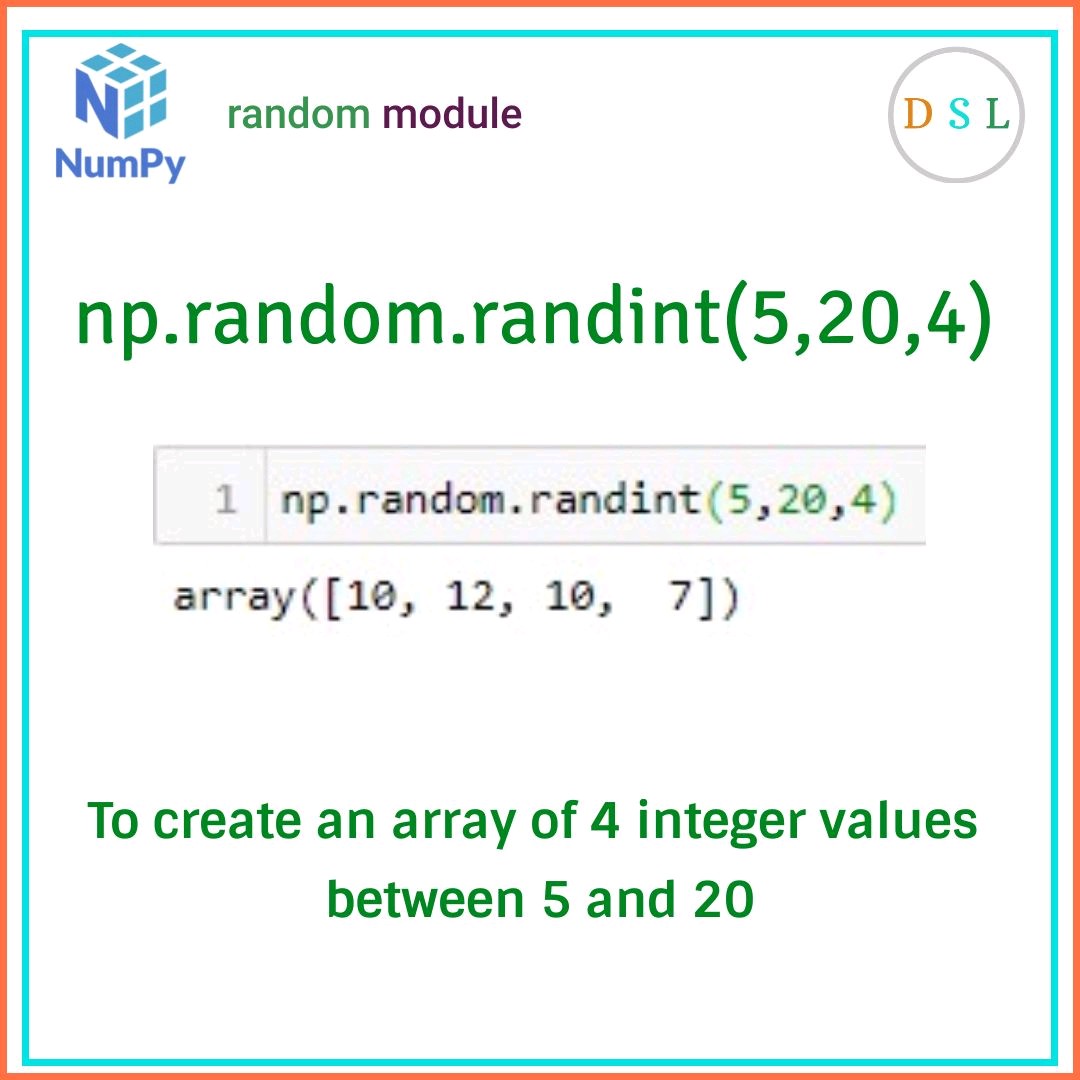 NumPy
random module
D S L
np.random.randint(5,20,4)
1 np.random.randint(5,20,4)
array([10, 12, 10,  7])
To create an array of 4 integer values
between 5 and 20